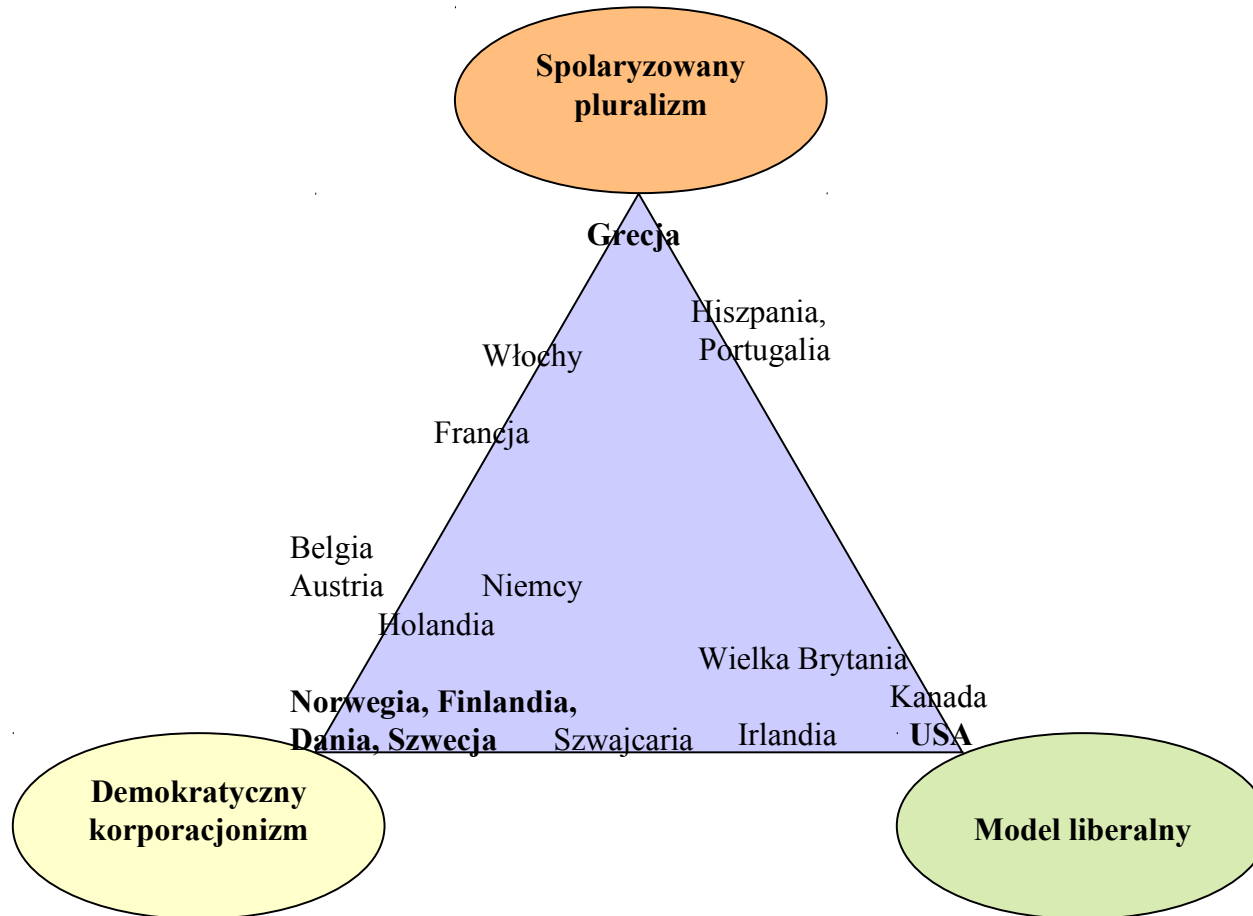 Spolaryzowany
pluralizm
Grecja
Hiszpania,
Portugalia
Włochy
Francja
Belgia
Austria
Niemcy
Holandia
Wielka Brytania
Kanada
Norwegia, Finlandia,
Dania, Szwecja
Szwajcaria
Irlandia
USA
Demokratyczny
korporacjonizm
Model liberalny